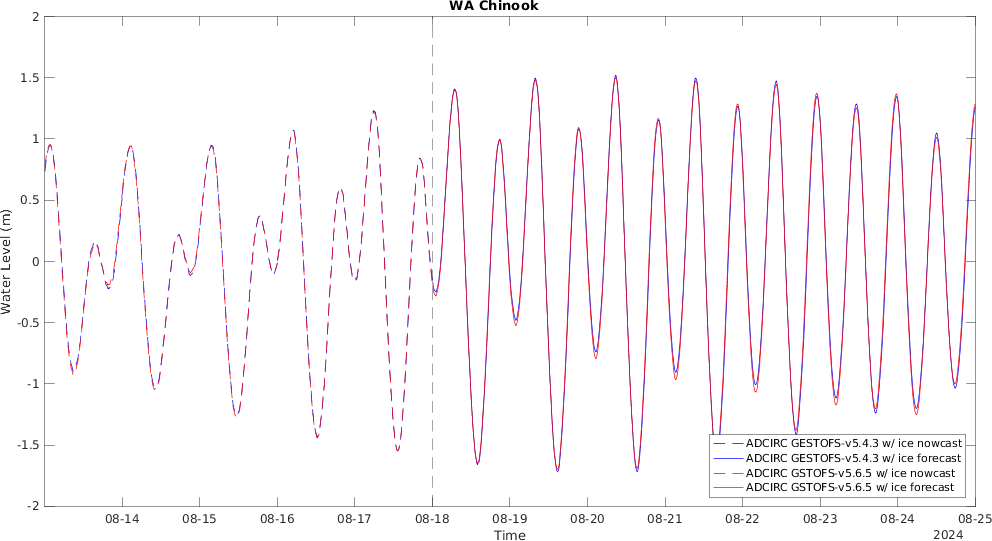 WA Chinook
2
1.5
1
0.5
0
-0.5
-1
-1.5
-2
Water Level (m)
08-14 08-15 08-16 08-17 08-18 08-19 08-20 08-21 08-22 08-23 08-24 08-25
Time
2024
ADCIRC GESTOFS-v5.4.3 w/ ice nowcast
ADCIRC GESTOFS-v5.4.3 w/ ice forecast
ADCIRC GSTOFS-v5.6.5 w/ ice nowcast
ADCIRC GSTOFS-v5.6.5 w/ ice forecast